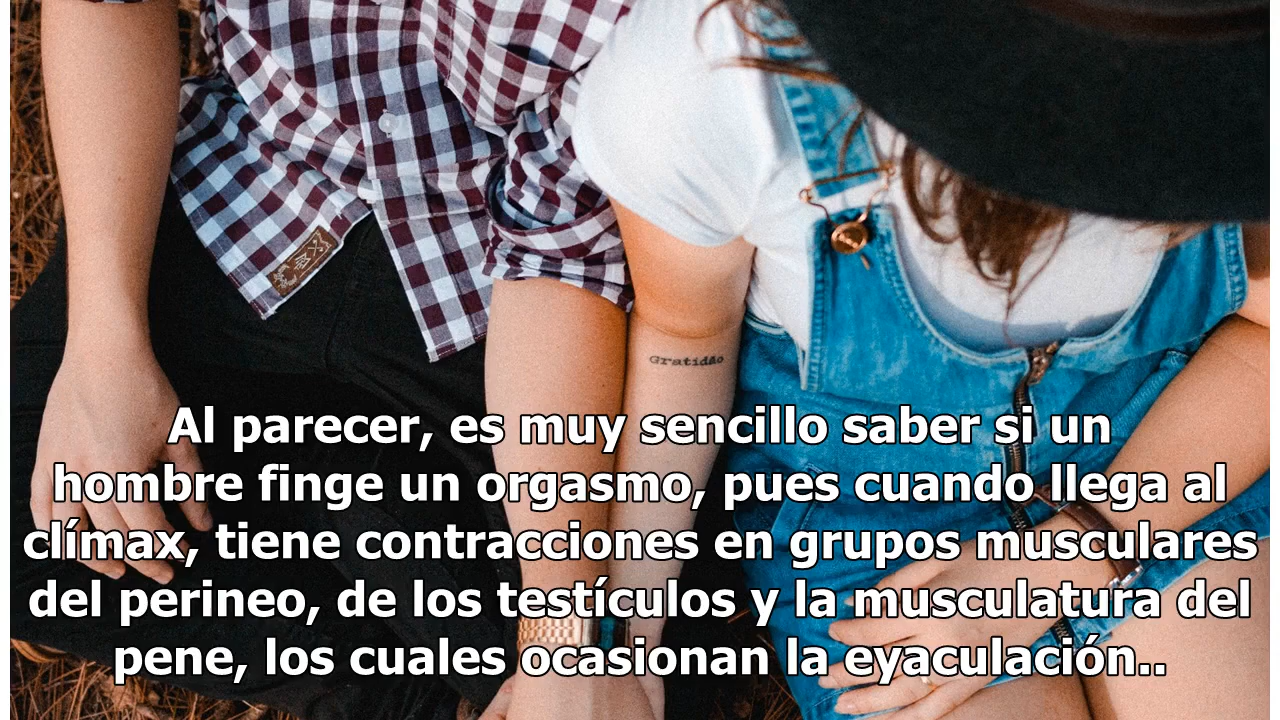 Gratidão
Al parecer, es muy sencillo saber si un
hombre finge un orgasmo, pues cuando llega al
clímax, tiene contracciones en grupos musculares
del perineo, de los testículos y la musculatura del
pene, los cuales ocasionan la eyaculación..